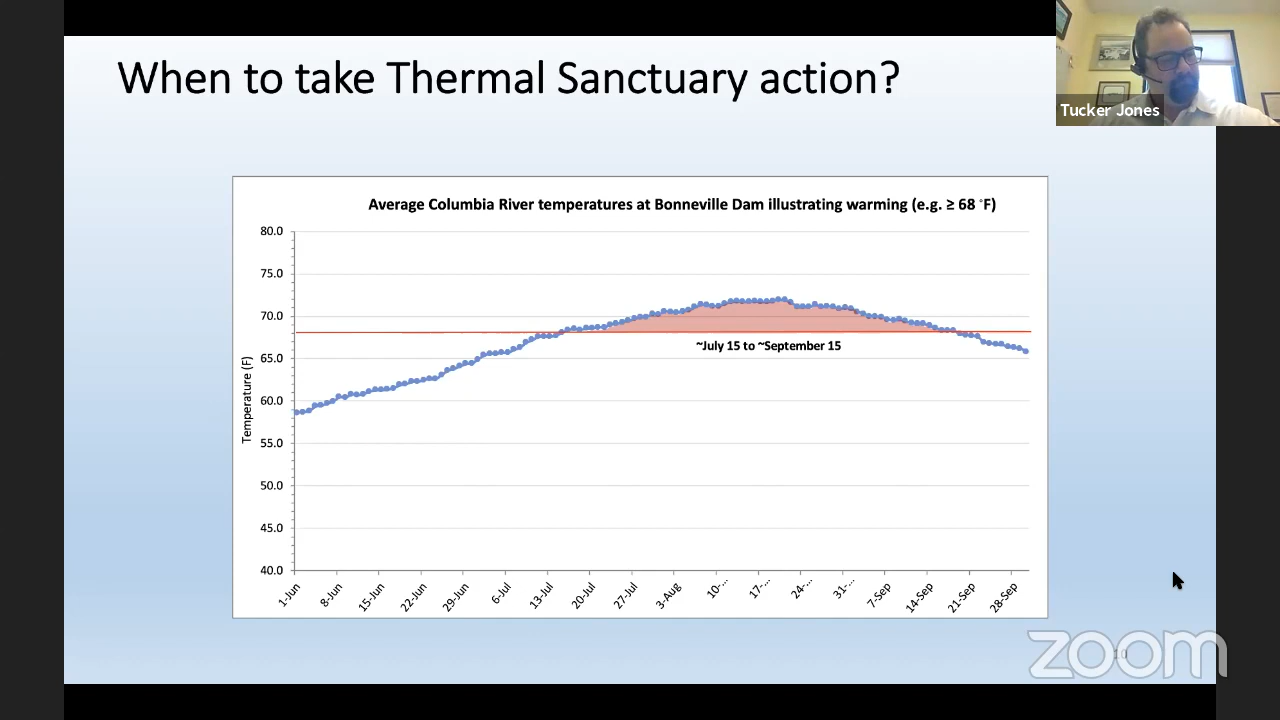 When to take Thermal Sanctuary action?
Tucker Jones
Average Columbia River temperatures at Bonneville Dam illustrating warming (e.g. ≥ 68 ˚F)
80.0
75.0
70.0
65.0
60.0
55.0
50.0
45.0
40.0
Temperature (F)
~July 15 to ~September 15
1-Jun
8-Jun
15-Jun
22-Jun
29-Jun
6-Jul
13-Jul
20-Jul
27-Jul
3-Aug
10-...
17-...
24-...
31-...
7-Sep
14-Sep
21-Sep
28-Sep
zoom
10